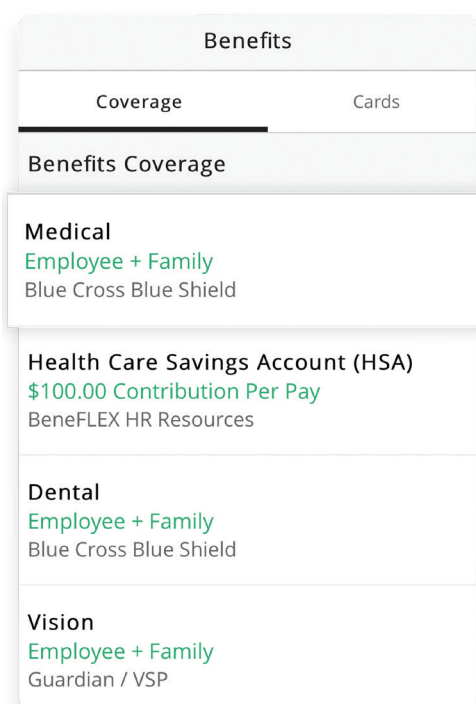 Benefits
Coverage Cards
Benefits Coverage
Medical
Employee + Family
Blue Cross Blue Shield
Health Care Savings Account (HSA)
$100.00 Contribution Per Pay
BeneFLEX HR Resources
Dental
Employee + Family
Blue Cross Blue Shield
Vision
Employee + Family
Guardian / VSP